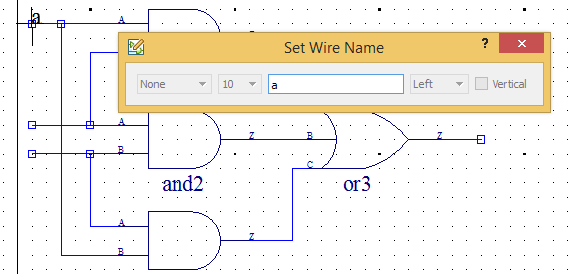 a
A
Set Wire Name
?
None
10
a
Left
Vertical
A
Z
B
Z
B
C
and2
or3
A
Z
B